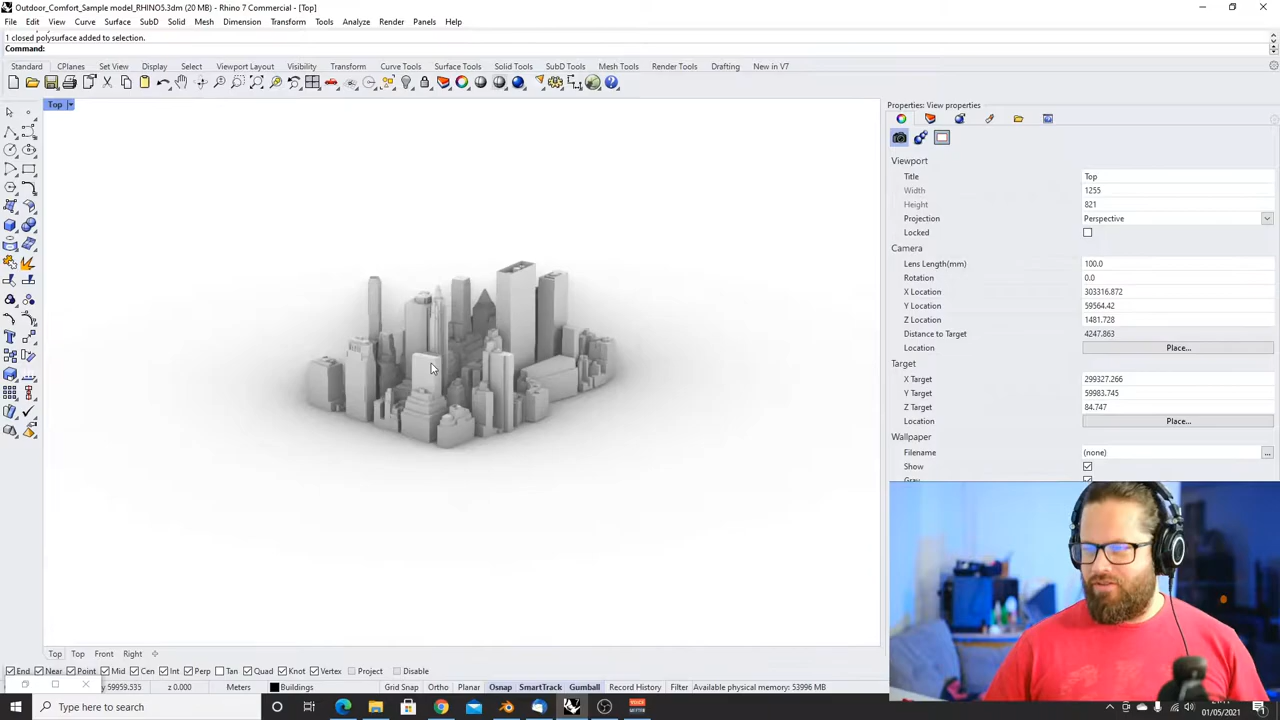 Outdoor_Comfort_Sample model_RHINO5.3dm (20 MB) - Rhino 7 Commercial - [Top]
File Edit View Curve Surface SubD Solid Mesh Dimension Transform Tools Analyze Render Panels Help
1 closed polysurface added to selection.
Command:
Standard CPlanes Set View Display Select Viewport Layout Visibility Transform Curve Tools Surface Tools Solid Tools SubD Tools Mesh Tools Render Tools Drafting New in V7
Top
Properties: View properties
Viewport
Title Top
Width 1255
Height 821
Projection Perspective
Locked
Camera
Lens Length(mm) 100.0
Rotation 0.0
X Location 303316.872
Y Location 59564.42
Z Location 1481.728
Distance to Target 4247.863
Location Place...
Target
X Target 299327.266
Y Target 59983.745
Z Target 84.747
Location Place...
Wallpaper
Filename (none) ...
Show
Gray
Top Top Front Right
End Near Point Mid Cen Int Perp Tan Quad Knot Vertex Project Disable
59959.535 z 0.000 Meters Buildings Grid Snap Ortho Planar Osnap SmartTrack Gumball Record History Filter Available physical memory: 53996 MB
Type here to search
01/05/2021